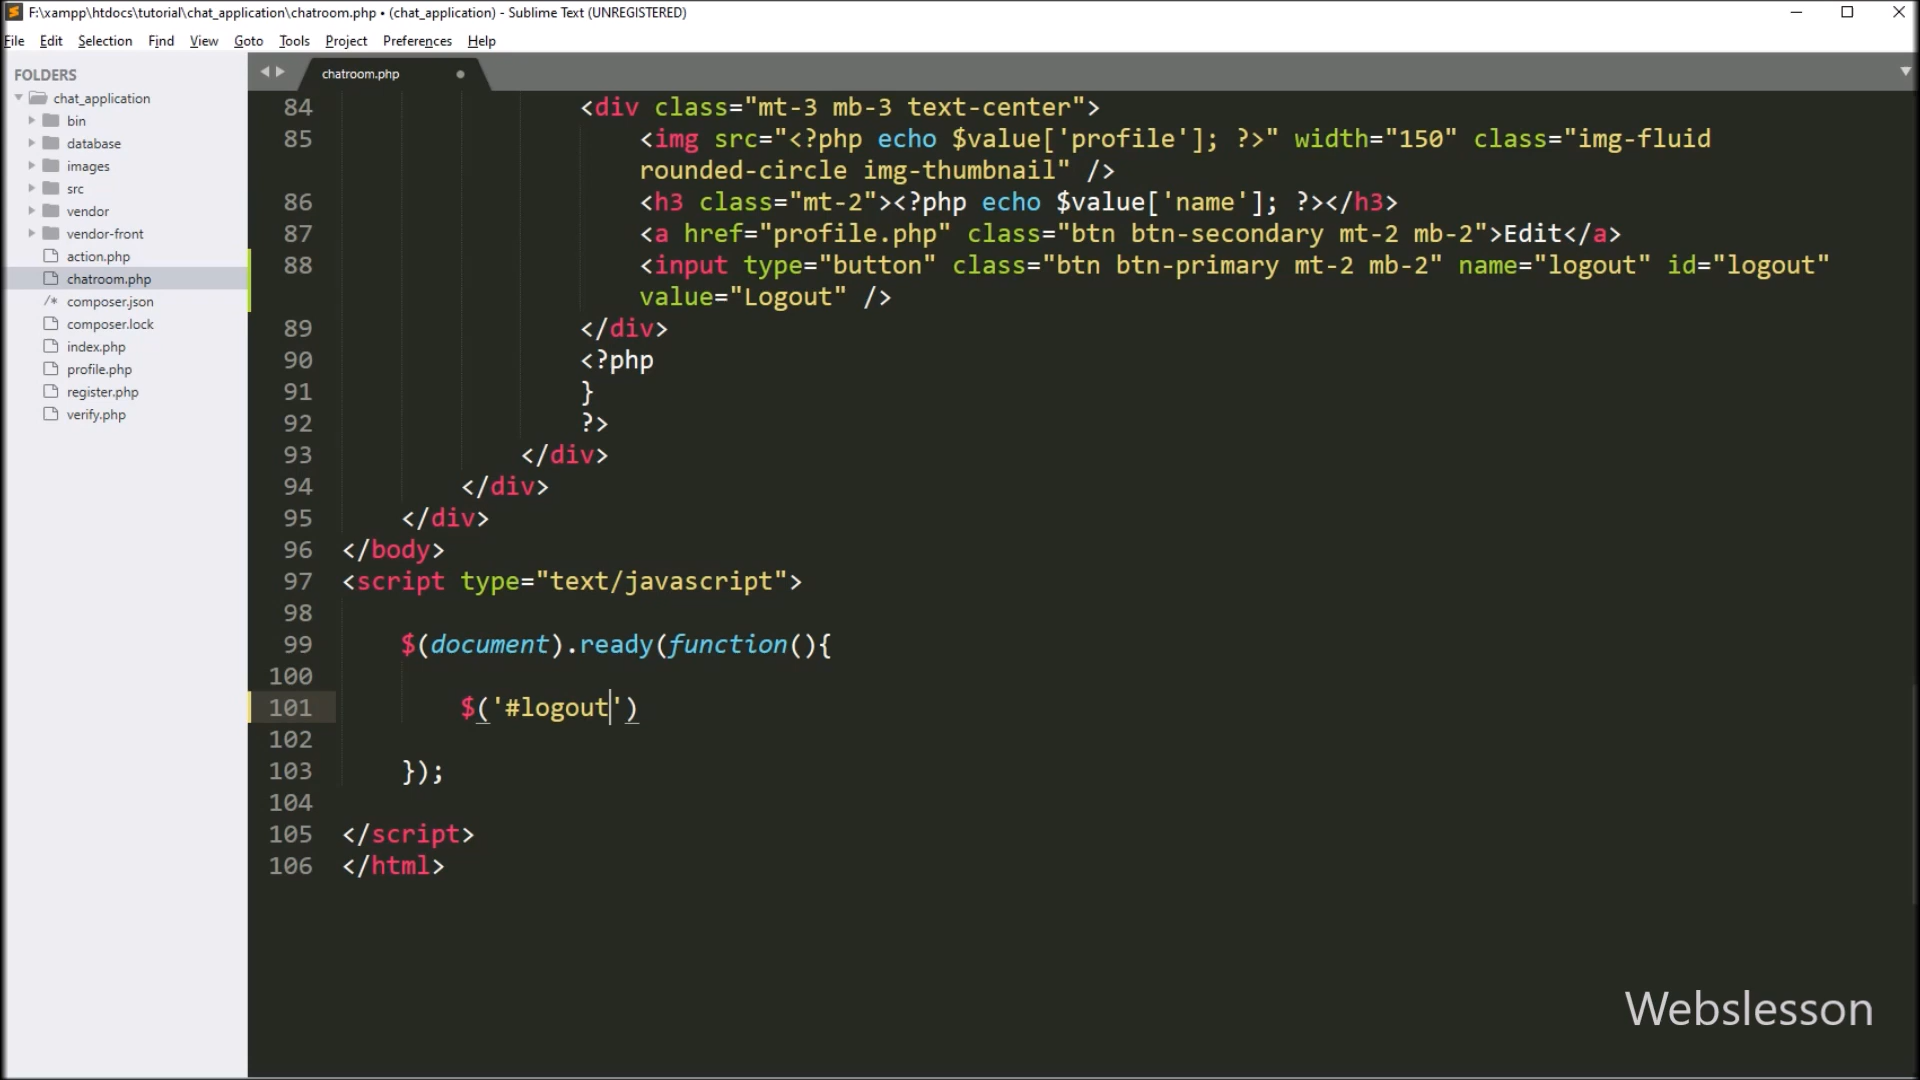 F:\xampp\htdocs\tutorial\chat_application\chatroom.php • (chat_application) - Sublime Text (UNREGISTERED)
File Edit Selection Find View Goto Tools Project Preferences Help
FOLDERS
chat_application
bin
database
images
src
vendor
vendor-front
action.php
chatroom.php
/* composer.json
composer.lock
index.php
profile.php
register.php
verify.php
chatroom.php
84 <div class="mt-3 mb-3 text-center">
85 <img src="<?php echo $value['profile']; ?>" width="150" class="img-fluid
rounded-circle img-thumbnail" />
86 <h3 class="mt-2"><?php echo $value['name']; ?></h3>
87 <a href="profile.php" class="btn btn-secondary mt-2 mb-2">Edit</a>
88 <input type="button" class="btn btn-primary mt-2 mb-2" name="logout" id="logout"
value="Logout" />
89 </div>
90 <?php
91 }
92 ?>
93 </div>
94 </div>
95 </div>
96 </body>
97 <script type="text/javascript">
98
99 $(document).ready(function(){
100
101 $('#logout')
102
103 });
104
105 </script>
106 </html>
Webslesson